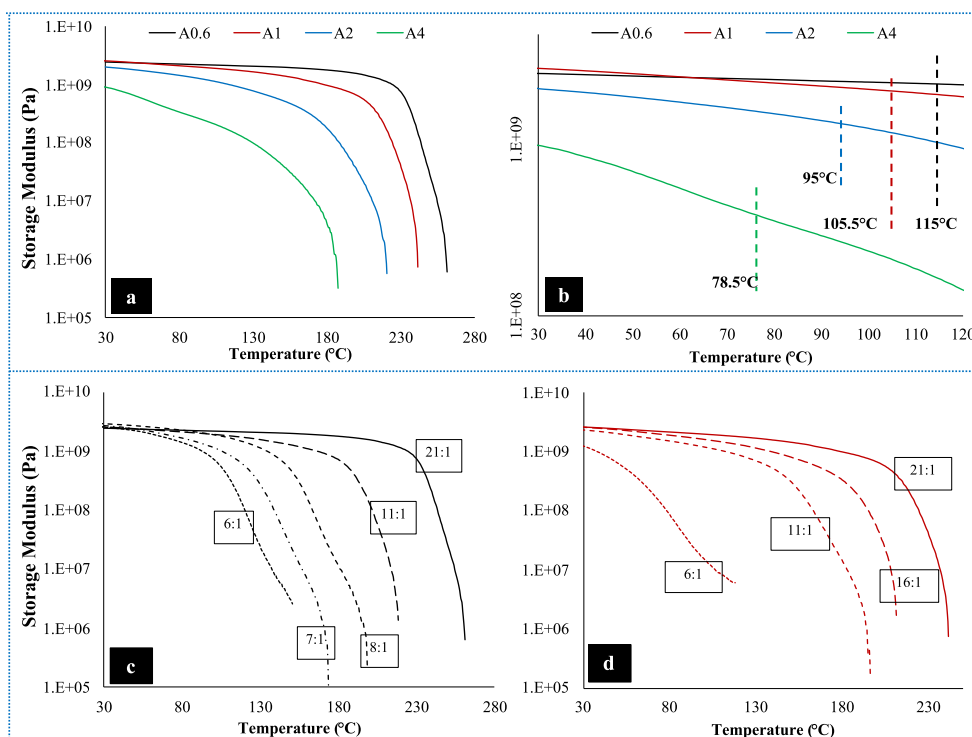 A0.6 A1 A2 A4
1.E+10
1.E+09
1.E+08
1.E+07
1.E+06
1.E+05
Storage Modulus (Pa)
a
30 80 130 180 230 280
Temperature (°C)
A0.6 A1 A2 A4
1.E+09
1.E+08
95°C
105.5°C
115°C
78.5°C
b
30 40 50 60 70 80 90 100 110 120
Temperature (°C)
1.E+10
1.E+09
1.E+08
1.E+07
1.E+06
1.E+05
Storage Modulus (Pa)
21:1
11:1
6:1
7:1
8:1
c
30 80 130 180 230 280
Temperature (°C)
1.E+10
1.E+09
1.E+08
1.E+07
1.E+06
1.E+05
21:1
11:1
6:1
16:1
d
30 80 130 180 230
Temperature (°C)